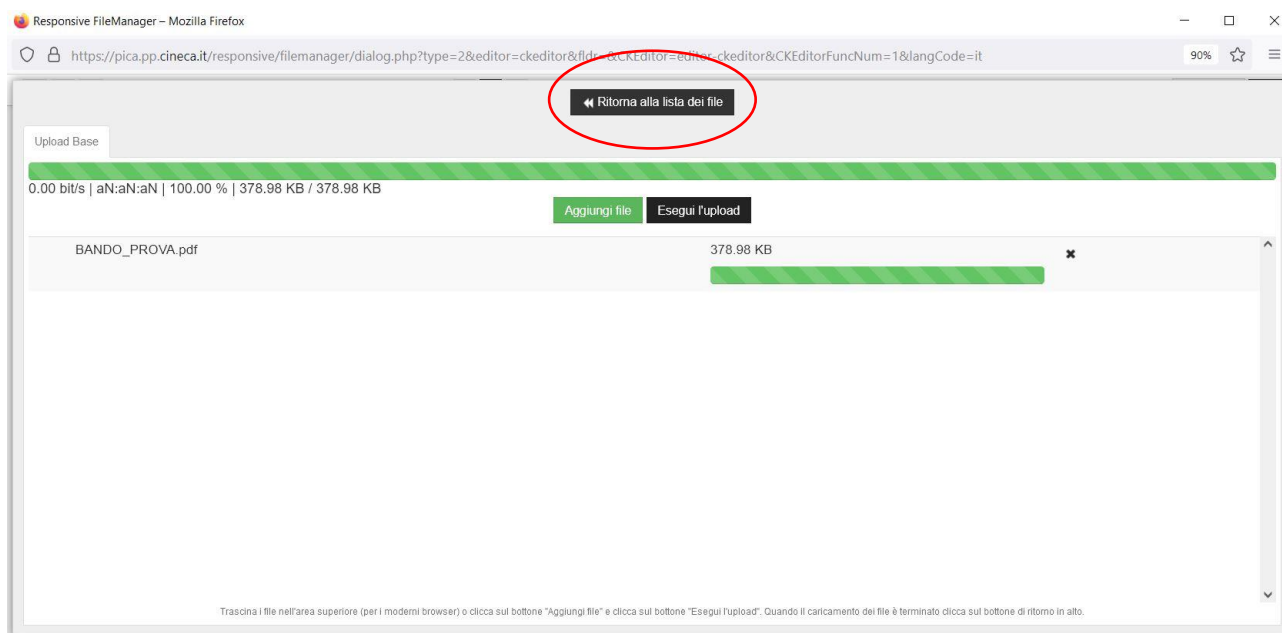 Responsive FileManager – Mozilla Firefox
https://pica.pp.cineca.it/responsive/filemanager/dialog.php?type=2&editor=ckeditor&fldr=&CKEditor=editor-ckeditor&CKEditorFuncNum=1&langCode=it 90%
Ritorna alla lista dei file
Upload Base
0.00 bit/s | aN:aN:aN | 100.00 % | 378.98 KB / 378.98 KB
Aggiungi file Esegui l'upload
BANDO_PROVA.pdf 378.98 KB
Trascina i file nell'area superiore (per i moderni browser) o clicca sul bottone "Aggiungi file" e clicca sul bottone "Esegui l'upload". Quando il caricamento dei file è terminato clicca sul bottone di ritorno in alto.